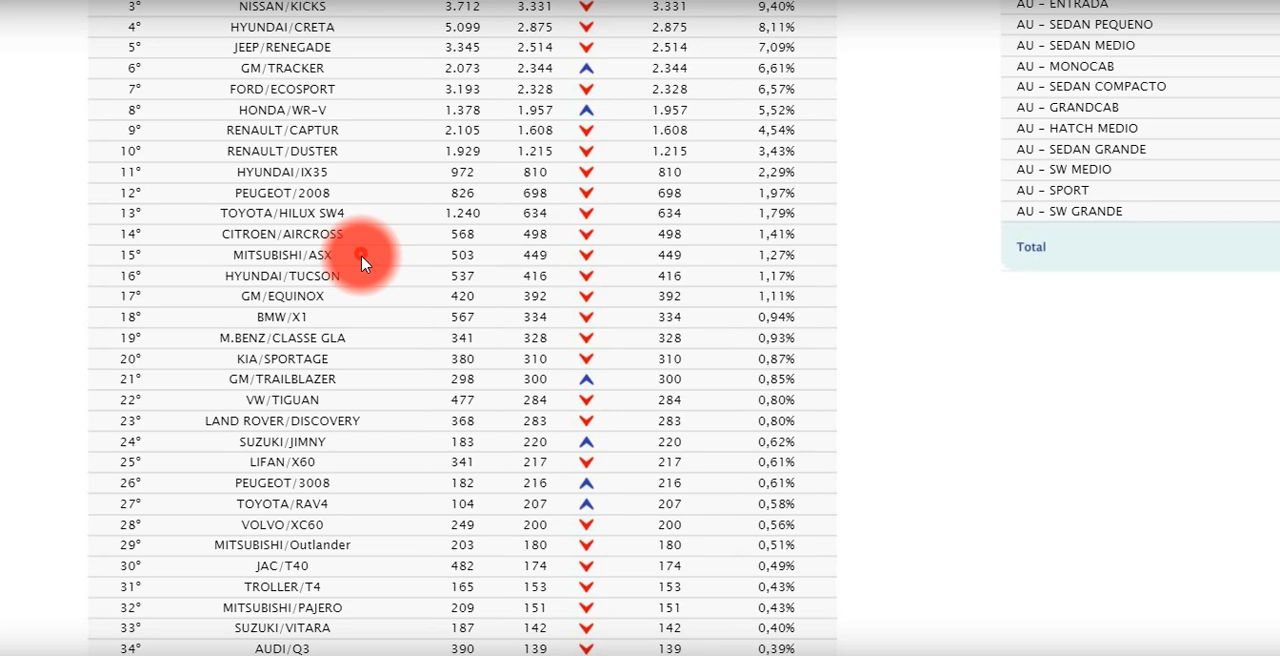 3° NISSAN/KICKS 3.712 3.331 3.331 9,40%
4° HYUNDAI/CRETA 5.099 2.875 2.875 8,11%
5° JEEP/RENEGADE 3.345 2.514 2.514 7,09%
6° GM/TRACKER 2.073 2.344 2.344 6,61%
7° FORD/ECOSPORT 3.193 2.328 2.328 6,57%
8° HONDA/WR-V 1.378 1.957 1.957 5,52%
9° RENAULT/CAPTUR 2.105 1.608 1.608 4,54%
10° RENAULT/DUSTER 1.929 1.215 1.215 3,43%
11° HYUNDAI/IX35 972 810 810 2,29%
12° PEUGEOT/2008 826 698 698 1,97%
13° TOYOTA/HILUX SW4 1.240 634 634 1,79%
14° CITROEN/AIRCROSS 568 498 498 1,41%
15° MITSUBISHI/ASX 503 449 449 1,27%
16° HYUNDAI/TUCSON 537 416 416 1,17%
17° GM/EQUINOX 420 392 392 1,11%
18° BMW/X1 567 334 334 0,94%
19° M.BENZ/CLASSE GLA 341 328 328 0,93%
20° KIA/SPORTAGE 380 310 310 0,87%
21° GM/TRAILBLAZER 298 300 300 0,85%
22° VW/TIGUAN 477 284 284 0,80%
23° LAND ROVER/DISCOVERY 368 283 283 0,80%
24° SUZUKI/JIMNY 183 220 220 0,62%
25° LIFAN/X60 341 217 217 0,61%
26° PEUGEOT/3008 182 216 216 0,61%
27° TOYOTA/RAV4 104 207 207 0,58%
28° VOLVO/XC60 249 200 200 0,56%
29° MITSUBISHI/Outlander 203 180 180 0,51%
30° JAC/T40 482 174 174 0,49%
31° TROLLER/T4 165 153 153 0,43%
32° MITSUBISHI/PAJERO 209 151 151 0,43%
33° SUZUKI/VITARA 187 142 142 0,40%
34° AUDI/Q3 390 139 139 0,39%
AU - ENTRADA
AU - SEDAN PEQUENO
AU - SEDAN MEDIO
AU - MONOCAB
AU - SEDAN COMPACTO
AU - GRANDCAB
AU - HATCH MEDIO
AU - SEDAN GRANDE
AU - SW MEDIO
AU - SPORT
AU - SW GRANDE
Total